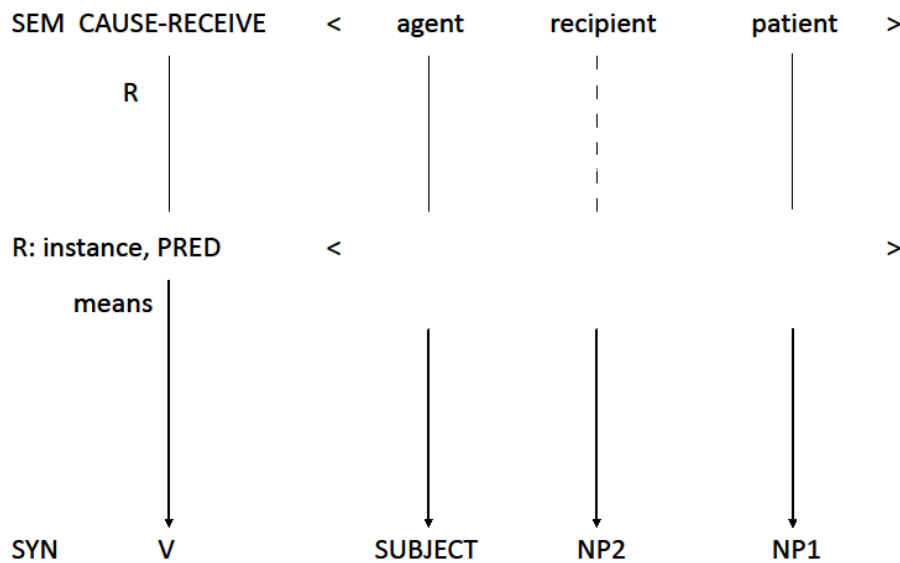 SEM CAUSE-RECEIVE < agent recipient patient >
R
R: instance, PRED < >
means
SYN V SUBJECT NP2 NP1